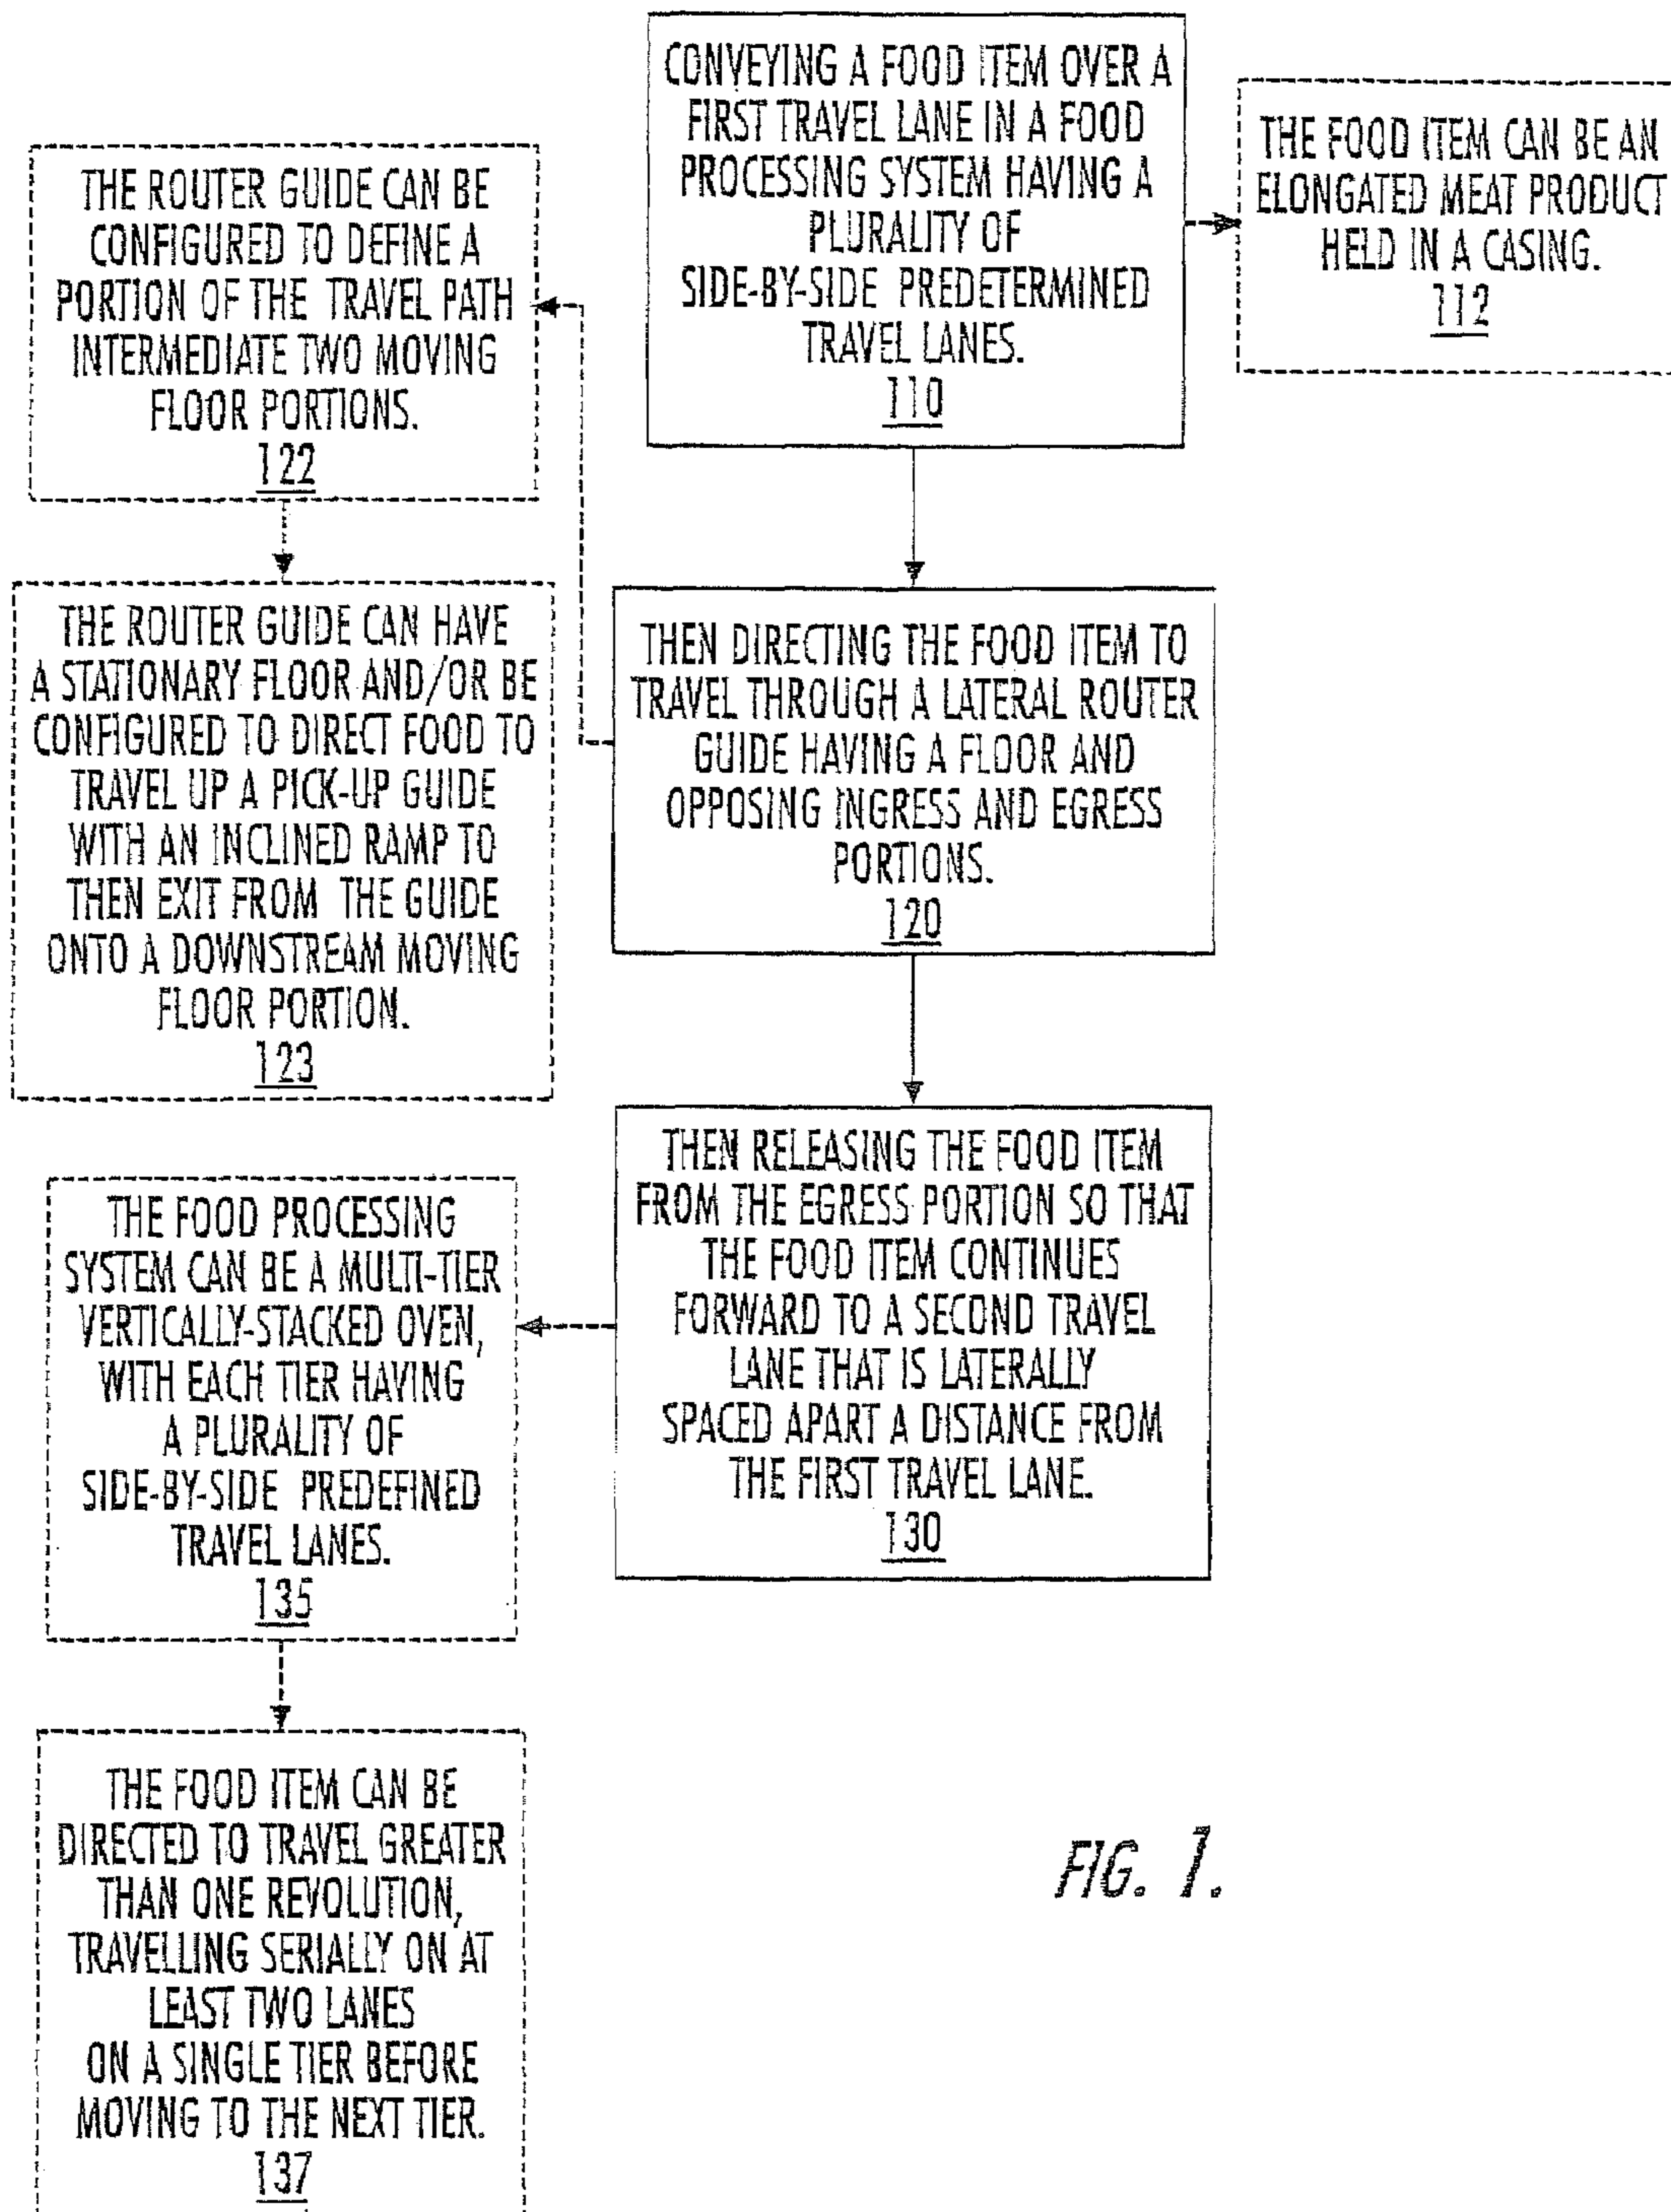 CONVEYING A FOOD ITEM OVER A
FIRST TRAVEL LANE IN A FOOD
PROCESSING SYSTEM HAVING A
PLURALITY OF
SIDE-BY-SIDE PREDETERMINED
TRAVEL LANES.
110
THE FOOD ITEM CAN BE AN
ELONGATED MEAT PRODUCT
HELD IN A CASING.
112
THE ROUTER GUIDE CAN BE
CONFIGURED TO DEFINE A
PORTION OF THE TRAVEL PATH
INTERMEDIATE TWO MOVING
FLOOR PORTIONS.
122
THE ROUTER GUIDE CAN HAVE
A STATIONARY FLOOR AND/OR BE
CONFIGURED TO DIRECT FOOD TO
TRAVEL UP A PICK-UP GUIDE
WITH AN INCLINED RAMP TO
THEN EXIT FROM THE GUIDE
ONTO A DOWNSTREAM MOVING
FLOOR PORTION.
123
THEN DIRECTING THE FOOD ITEM TO
TRAVEL THROUGH A LATERAL ROUTER
GUIDE HAVING A FLOOR AND
OPPOSING INGRESS AND EGRESS
PORTIONS.
120
THEN RELEASING THE FOOD ITEM
FROM THE EGRESS PORTION SO THAT
THE FOOD ITEM CONTINUES
FORWARD TO A SECOND TRAVEL
LANE THAT IS LATERALLY
SPACED APART A DISTANCE FROM
THE FIRST TRAVEL LANE.
130
THE FOOD PROCESSING
SYSTEM CAN BE A MULTI-TIER
VERTICALLY-STACKED OVEN,
WITH EACH TIER HAVING
A PLURALITY OF
SIDE-BY-SIDE PREDEFINED
TRAVEL LANES.
135
THE FOOD ITEM CAN BE
DIRECTED TO TRAVEL GREATER
THAN ONE REVOLUTION,
TRAVELLING SERIALLY ON AT
LEAST TWO LANES
ON A SINGLE TIER BEFORE
MOVING TO THE NEXT TIER.
137
FIG. 1.